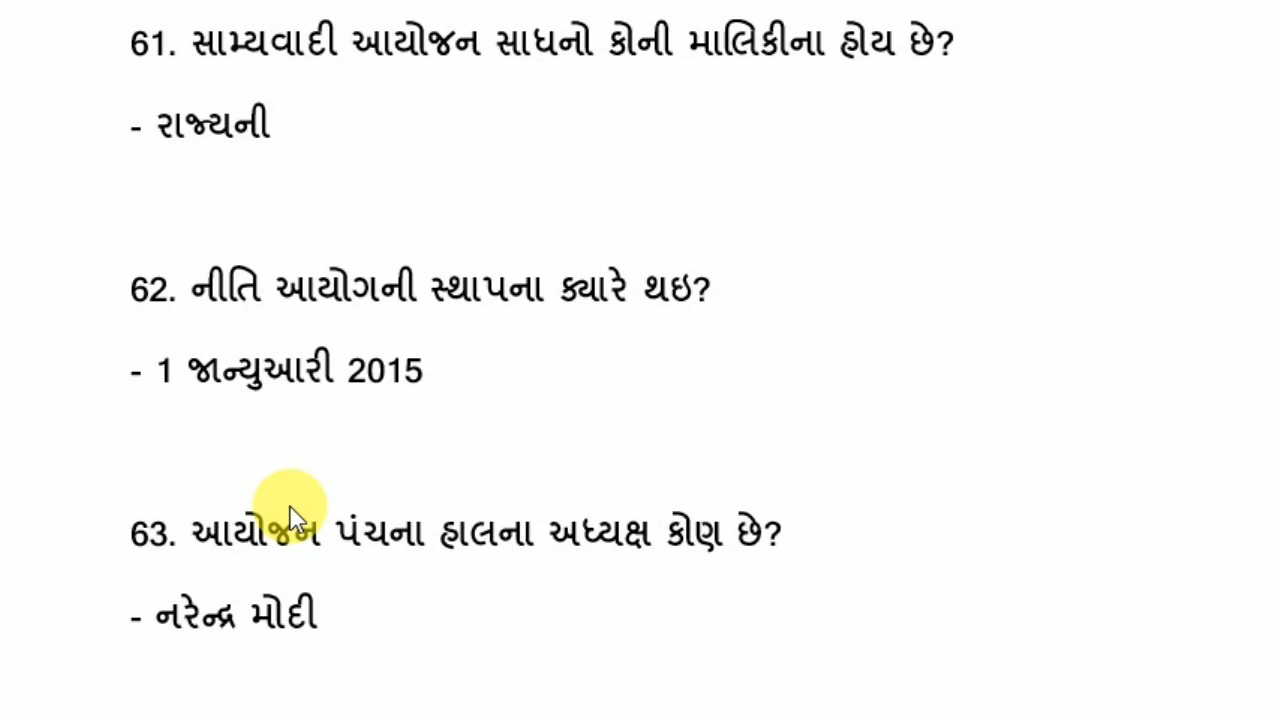 61. સામ્યવાદી આયોજન સાધનો કોની માલિકીના હોય છે?
- રાજ્યની
62. નીતિ આયોગની સ્થાપના ક્યારે થઇ?
- 1 જાન્યુઆરી 2015
63. આયોજન પંચના હાલના અધ્યક્ષ કોણ છે?
- નરેન્દ્ર મોદી